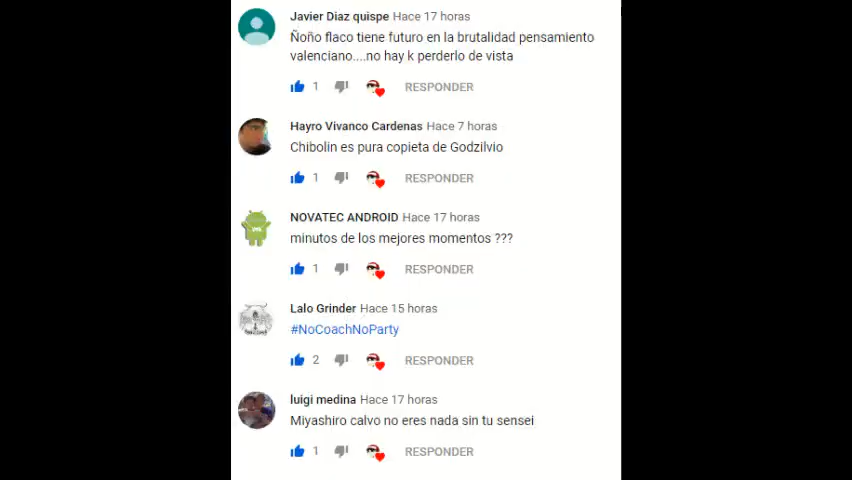 Javier Diaz quispe Hace 17 horas
Ñoño flaco tiene futuro en la brutalidad pensamiento
valenciano....no hay k perderlo de vista
1 RESPONDER
Hayro Vivanco Cardenas Hace 7 horas
Chibolin es pura copieta de Godzilvio
1 RESPONDER
NOVATEC ANDROID Hace 17 horas
minutos de los mejores momentos ???
1 RESPONDER
Lalo Grinder Hace 15 horas
#NoCoachNoParty
2 RESPONDER
luigi medina Hace 17 horas
Miyashiro calvo no eres nada sin tu sensei
1 RESPONDER